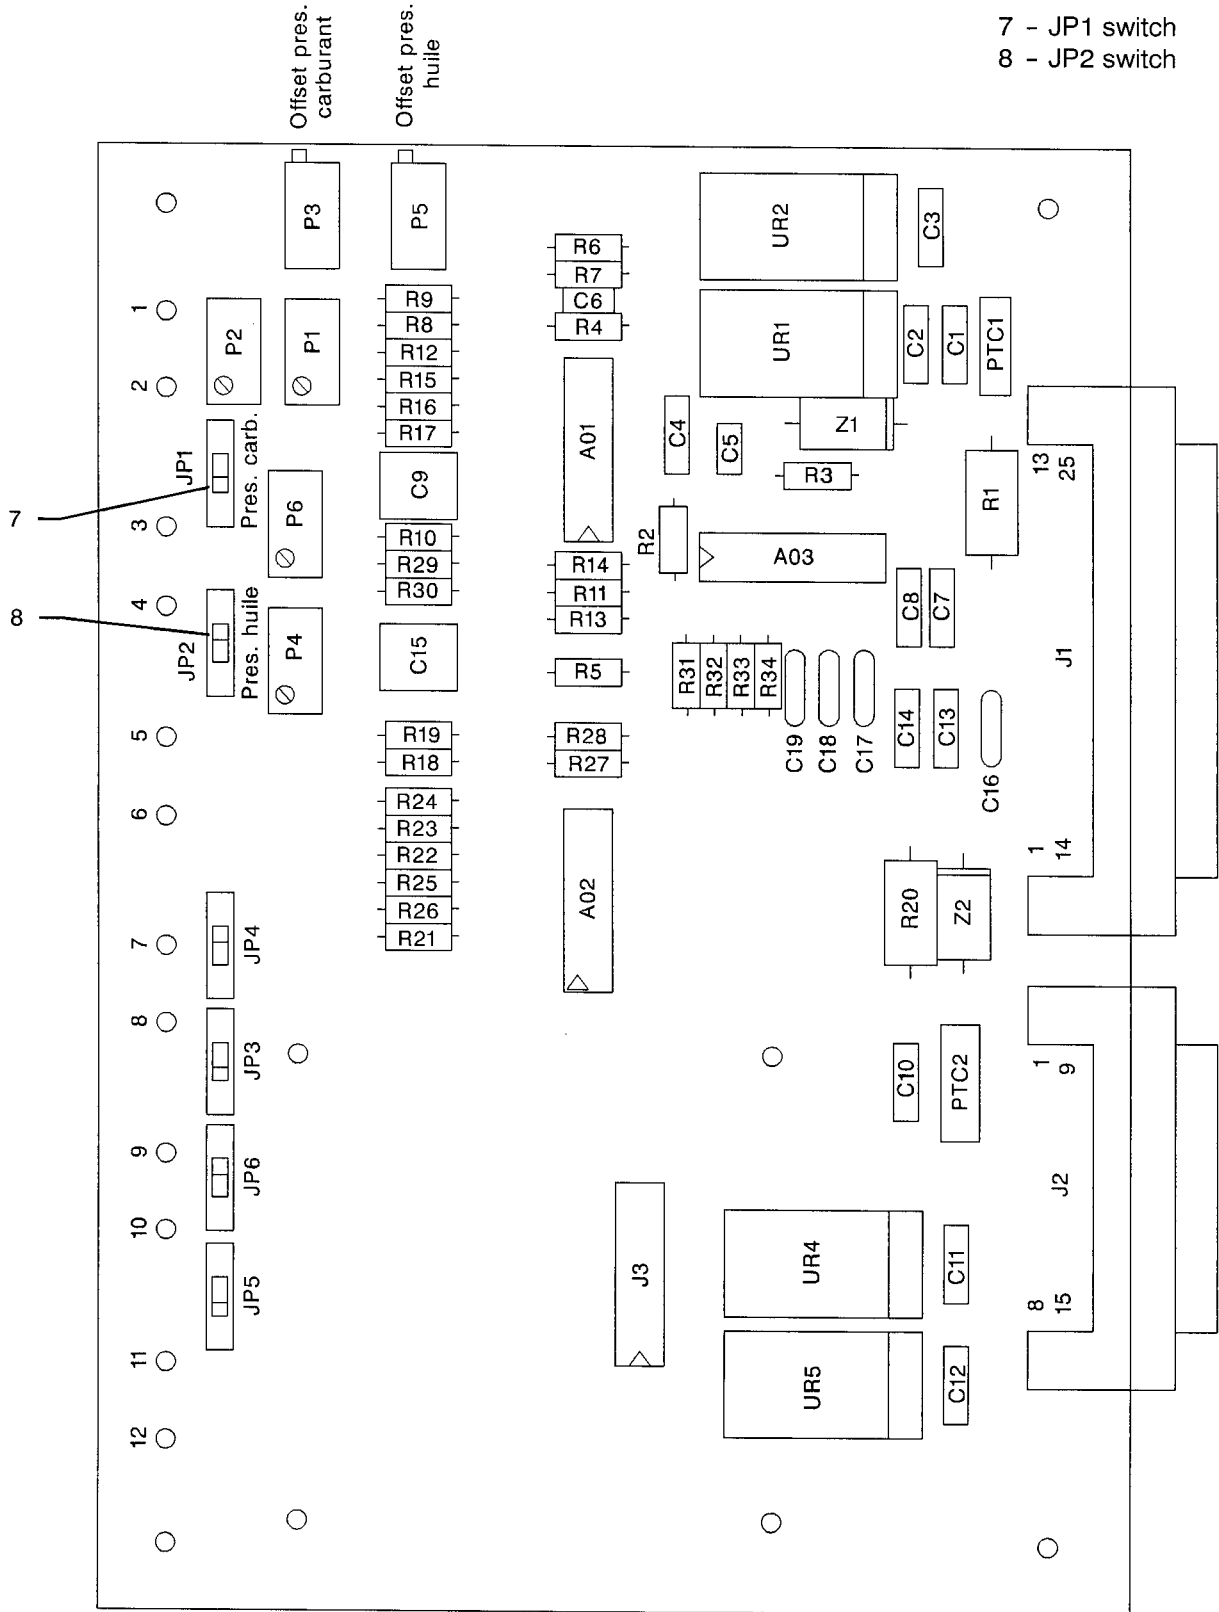 7 - JP1 switch
8 - JP2 switch
Offset pres.
carburant
Offset pres.
huile
P3
P5
UR2
C3
R6
R7
C6
R4
1
2
P2
P1
R9
R8
R12
R15
R16
R17
UR1
C2
C1
PTC1
A01
C4
C5
Z1
R3
JP1
Pres. carb.
7
3
P6
C9
R10
R29
R30
R2
A03
R1
13
25
R14
R11
R13
C8
C7
4
8
JP2
Pres. huile
P4
C15
R5
R31
R32
R33
R34
J1
5
R19
R18
R28
R27
C19
C18
C17
C14
C13
C16
6
R24
R23
R22
R25
R26
R21
A02
1
14
R20
Z2
7
JP4
8
JP3
C10
PTC2
1
9
9
JP6
10
J2
JP5
J3
UR4
C11
8
15
11
UR5
C12
12